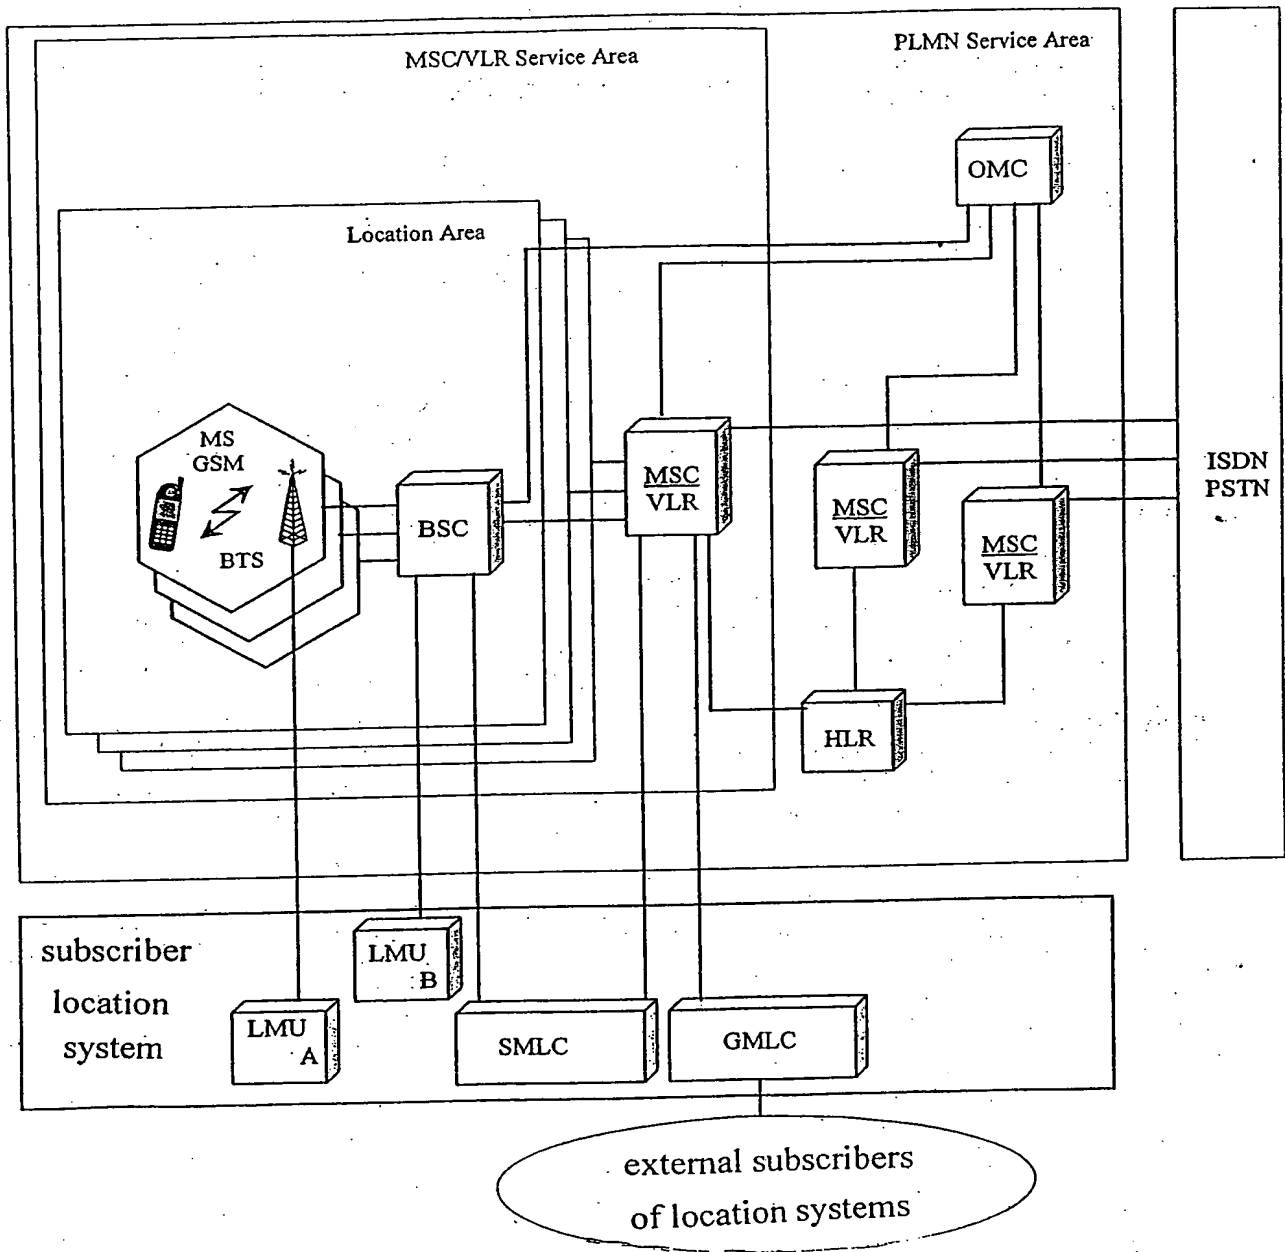 MSC/VLR Service Area
PLMN Service Area
OMC
Location Area
MS
GSM
BTS
BSC
MSC
VLR
MSC
VLR
MSC
VLR
ISDN
PSTN
HLR
subscriber
location
system
LMU
A
LMU
B
SMLC
GMLC
external subscribers
of location systems